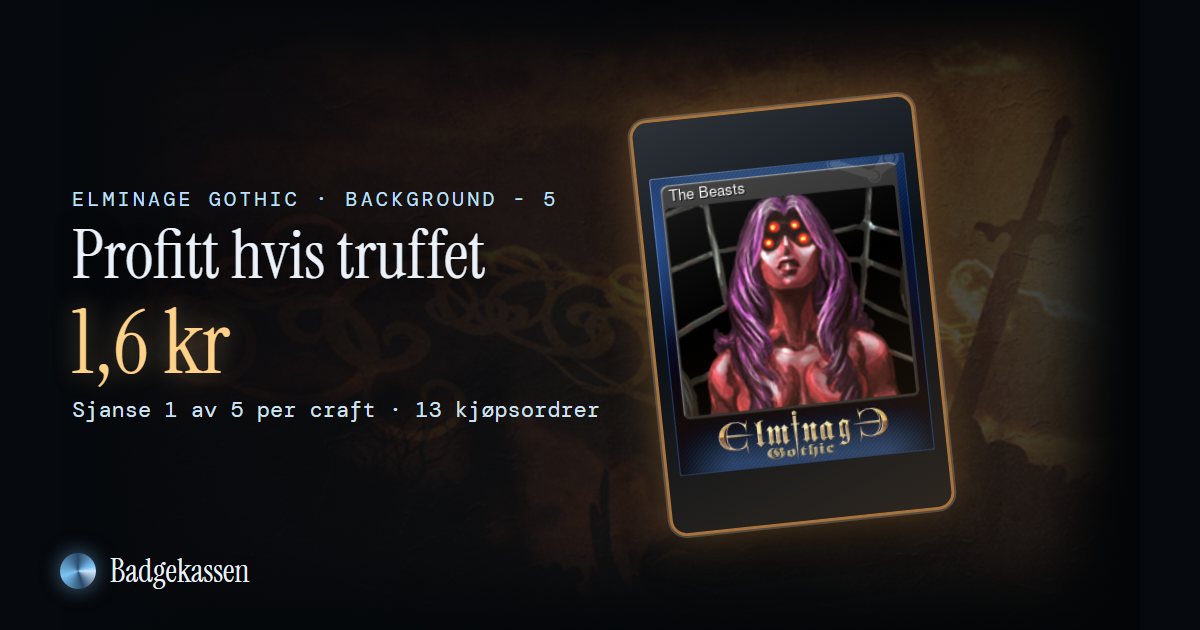 ELMINAGE GOTHIC · BACKGROUND - 5
Profitt hvis truffet
1,6 kr
Sjanse 1 av 5 per craft · 13 kjøpsordrer
The Beasts
Elminage
Gothic
Badgekassen